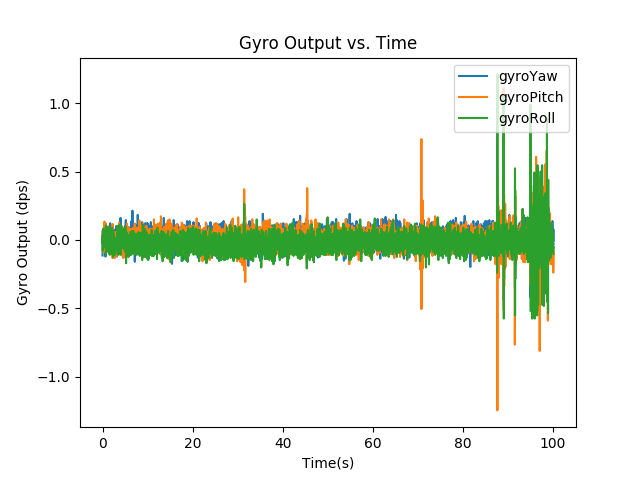 Gyro Output vs. Time
gyroYaw
gyroPitch
gyroRoll
1.0
0.5
0.0
−0.5
−1.0
Gyro Output (dps)
0 20 40 60 80 100
Time(s)